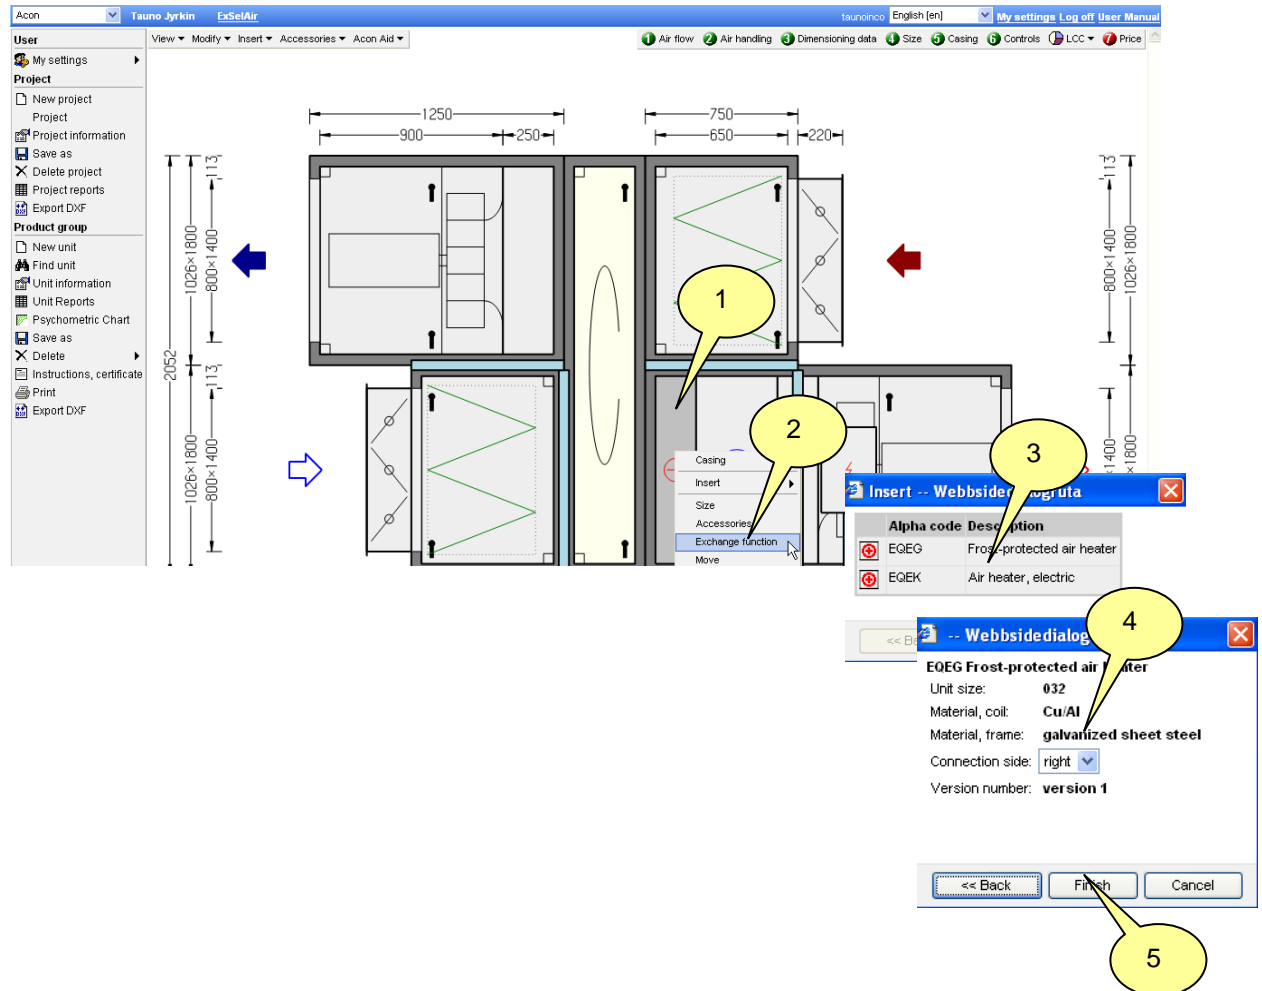 Acon Tauno Jyrkin ExSelAir taunoinco English [en] My settings Log off User Manual
User View Modify Insert Accessories Acon Aid 1 Air flow 2 Air handling 3 Dimensioning data 4 Size 5 Casing 6 Controls LCC 7 Price
My settings
Project
New project
Project
Project information
Save as
Delete project
Project reports
Export DXF
Product group
New unit
Find unit
Unit information
Unit Reports
Psychometric Chart
Save as
Delete
Instructions, certificate
Print
Export DXF
1250 750
900 250 650 220
113 113
1026×1800 800×1400
800×1400 1026×1800
2052
113
1026×1800 800×1400
1400
×1800
1
2
3
4
5
Casing
Insert
Size
Accessories
Exchange function
Move
Insert -- Webbsidedialogruta
Alpha code Description
EQEG Frost-protected air heater
EQEK Air heater, electric
-- Webbsidedialog
EQEG Frost-protected air heater
Unit size: 032
Material, coil: Cu/Al
Material, frame: galvanized sheet steel
Connection side: right
Version number: version 1
<< Back Finish Cancel